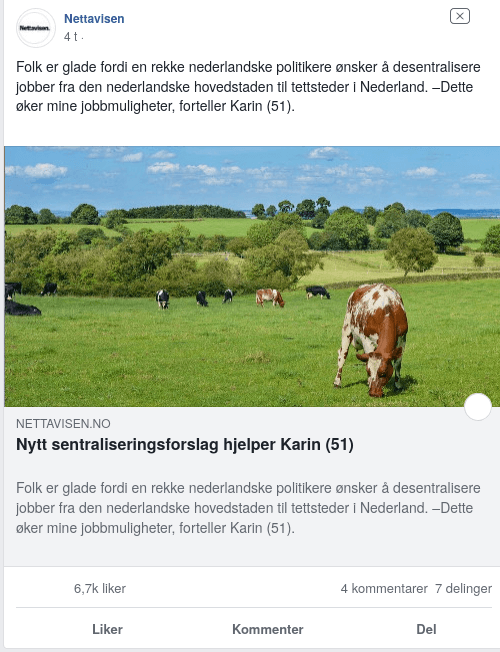 Nettavisen.
Nettavisen
4 t ·
Folk er glade fordi en rekke nederlandske politikere ønsker å desentralisere
jobber fra den nederlandske hovedstaden til tettsteder i Nederland. –Dette
øker mine jobbmuligheter, forteller Karin (51).
NETTAVISEN.NO
Nytt sentraliseringsforslag hjelper Karin (51)
Folk er glade fordi en rekke nederlandske politikere ønsker å desentralisere
jobber fra den nederlandske hovedstaden til tettsteder i Nederland. –Dette
øker mine jobbmuligheter, forteller Karin (51).
6,7k liker 4 kommentarer 7 delinger
Liker Kommenter Del